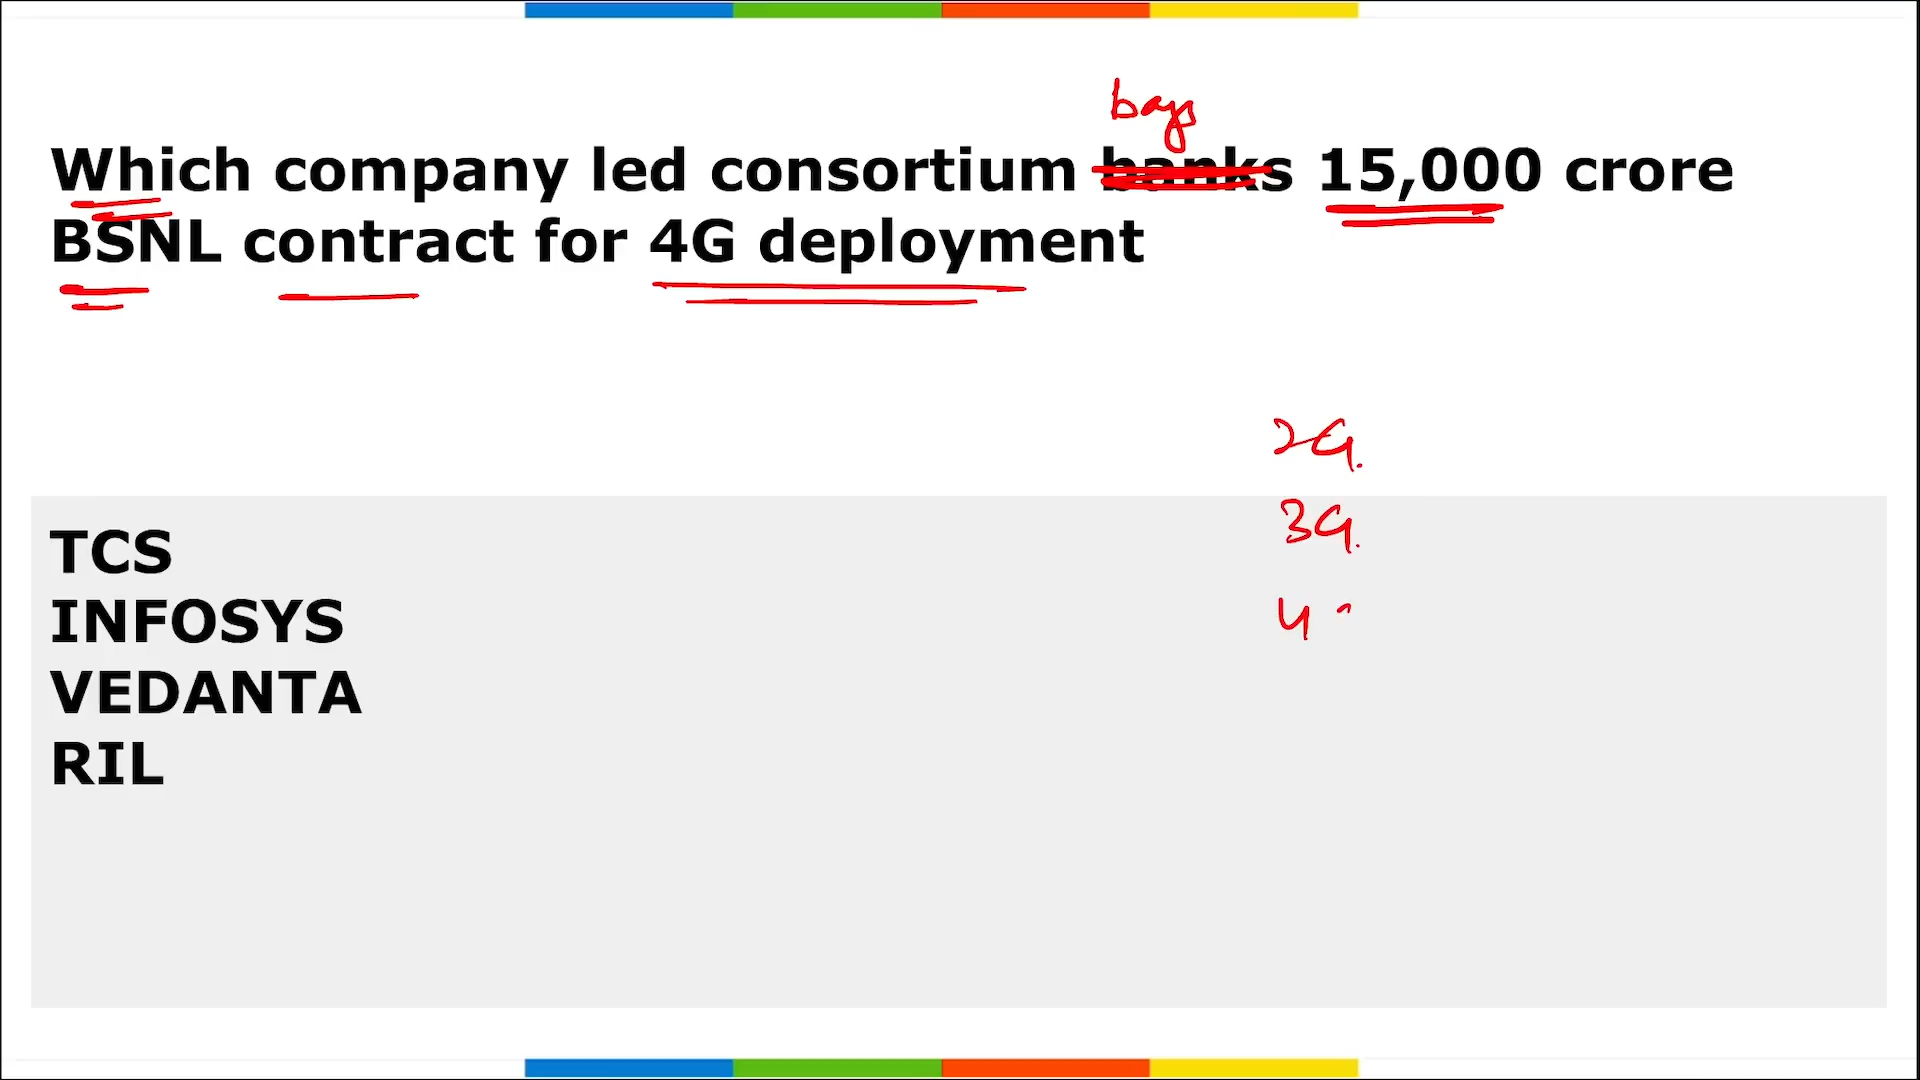 bags
Which company led consortium banks 15,000 crore
BSNL contract for 4G deployment
2G.
3G.
4
TCS
INFOSYS
VEDANTA
RIL